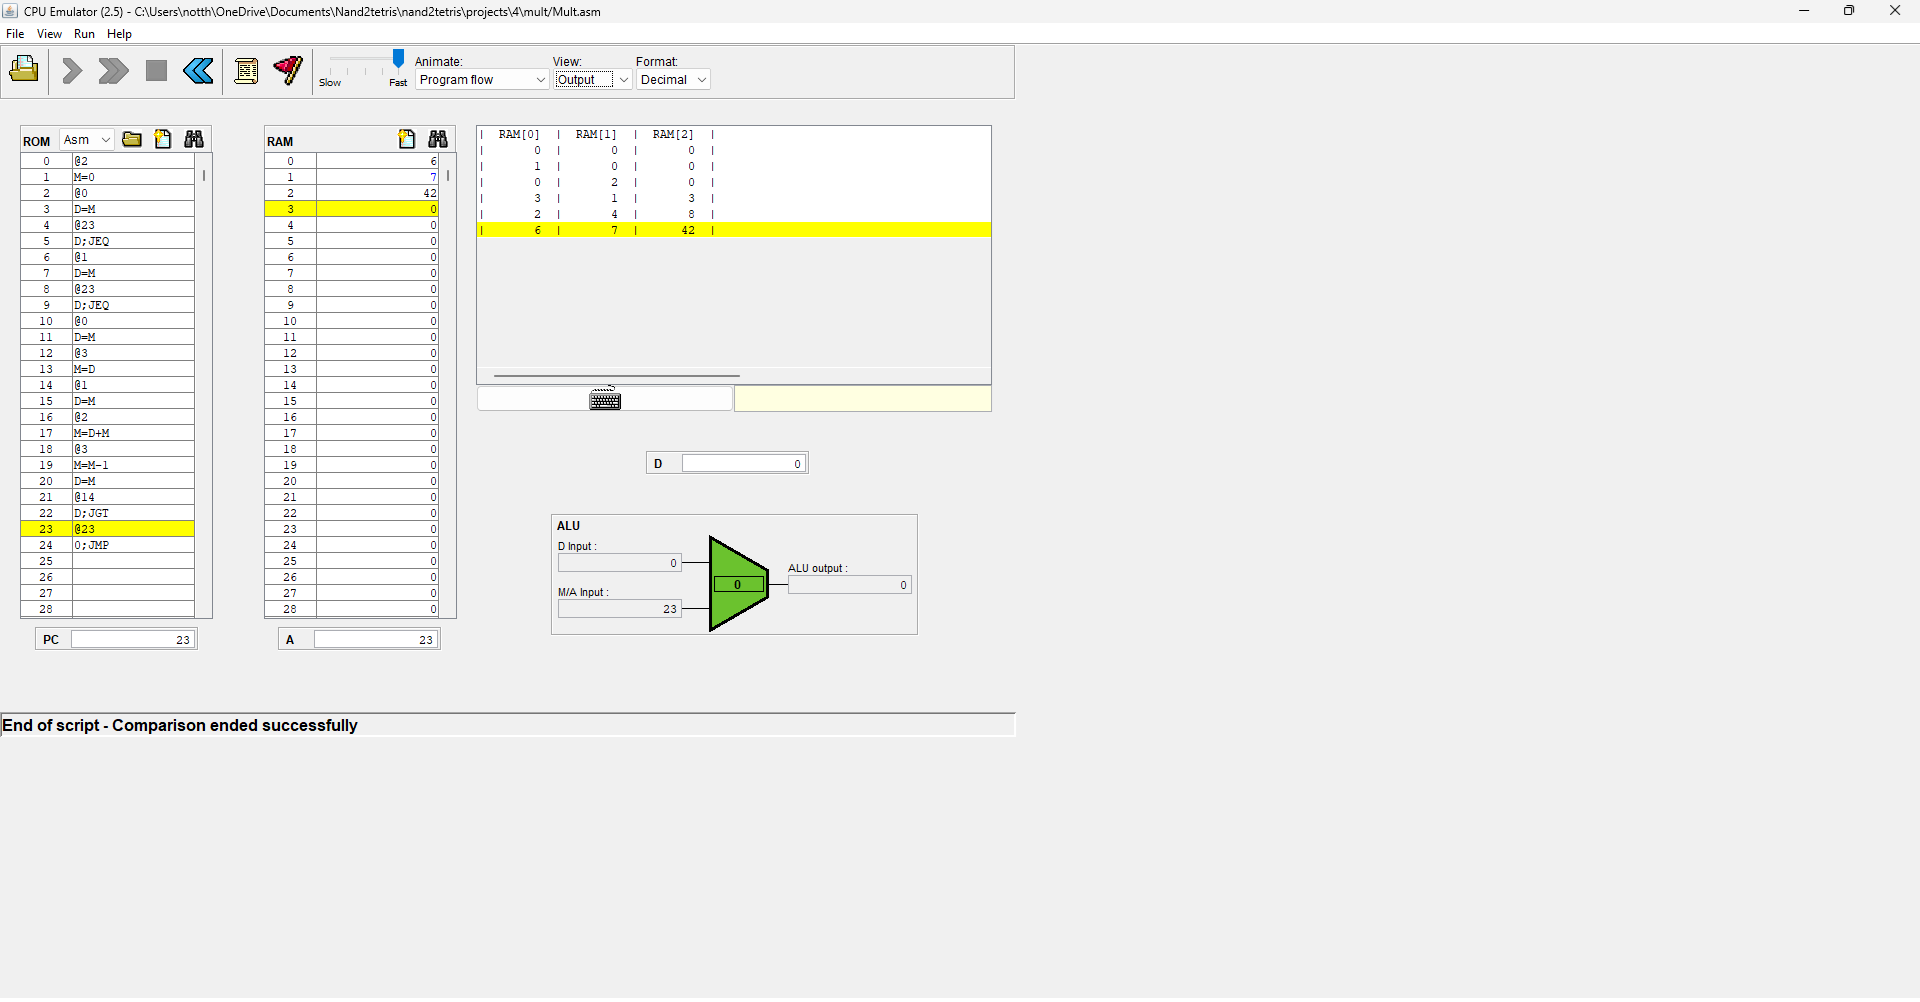 CPU Emulator (2.5) - C:\Users\notth\OneDrive\Documents\Nand2tetris\nand2tetris\projects\4\mult/Mult.asm
File View Run Help
Slow Fast
Animate:
Program flow
View:
Output
Format:
Decimal
ROM Asm
0 @2
1 M=0
2 @0
3 D=M
4 @23
5 D;JEQ
6 @1
7 D=M
8 @23
9 D;JEQ
10 @0
11 D=M
12 @3
13 M=D
14 @1
15 D=M
16 @2
17 M=D+M
18 @3
19 M=M-1
20 D=M
21 @14
22 D;JGT
23 @23
24 0;JMP
25
26
27
28
PC 23
RAM
0 6
1 7
2 42
3 0
4 0
5 0
6 0
7 0
8 0
9 0
10 0
11 0
12 0
13 0
14 0
15 0
16 0
17 0
18 0
19 0
20 0
21 0
22 0
23 0
24 0
25 0
26 0
27 0
28 0
A 23
| RAM[0] | RAM[1] | RAM[2] |
| 0 | 0 | 0 |
| 1 | 0 | 0 |
| 0 | 2 | 0 |
| 3 | 1 | 3 |
| 2 | 4 | 8 |
| 6 | 7 | 42 |
D 0
ALU
D Input :
0
M/A Input :
23
0
ALU output :
0
End of script - Comparison ended successfully